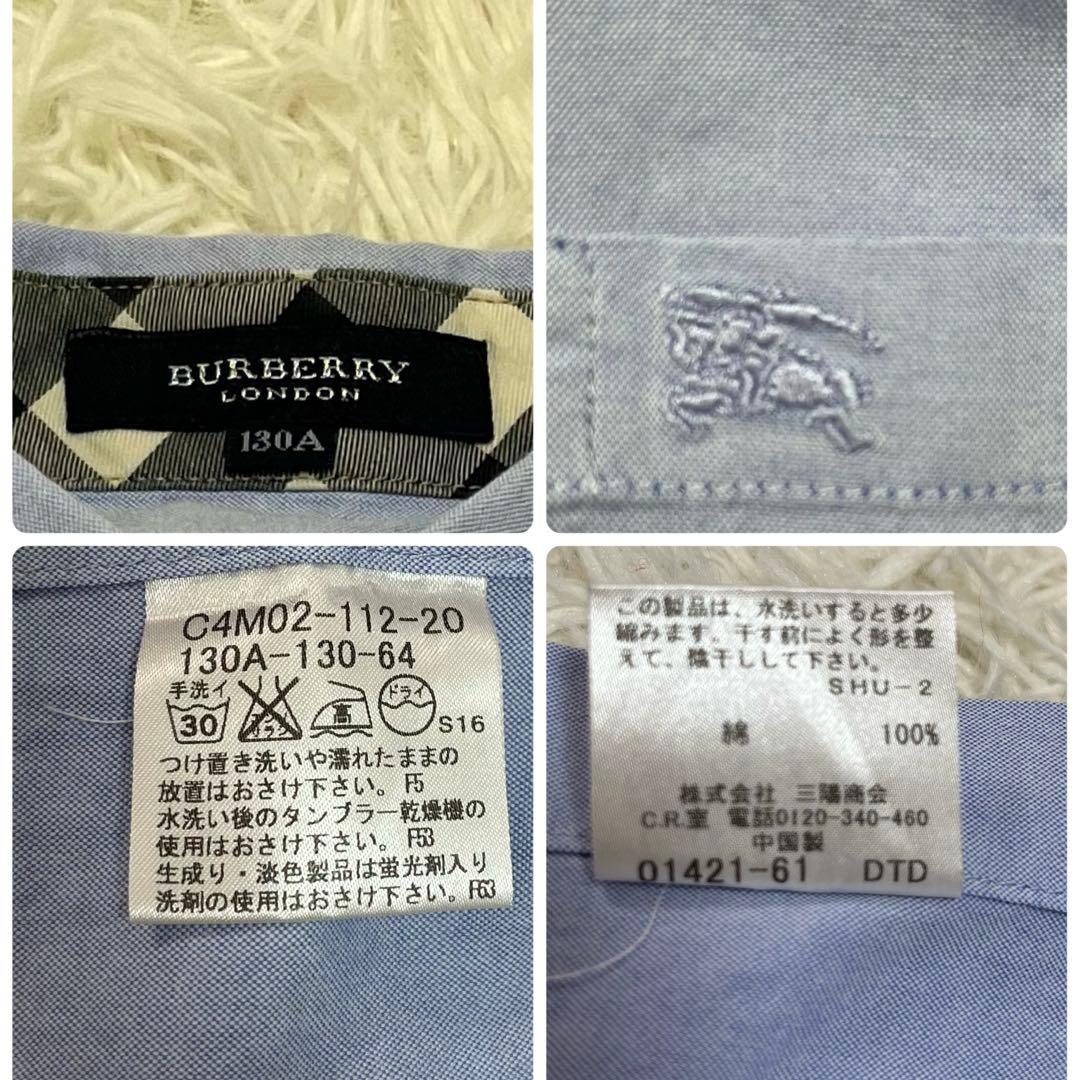 BURBERRY
LONDON
130A
C4M02-112-20
130A-130-64
手洗イ
ドライ
30
エンソ
サラシ
高
S16
つけ置き洗いや濡れたままの
放置はおさけ下さい。F5
水洗い後のタンブラー乾燥機の
使用はおさけ下さい。F53
生成り・淡色製品は蛍光剤入り
洗剤の使用はおさけ下さい。F63
この製品は、水洗いすると多少
縮みます。干す前によく形を整
えて、陰干しして下さい。
SHU-2
綿 100%
株式会社 三陽商会
C.R.室 電話0120-340-460
中国製
01421-61 DTD